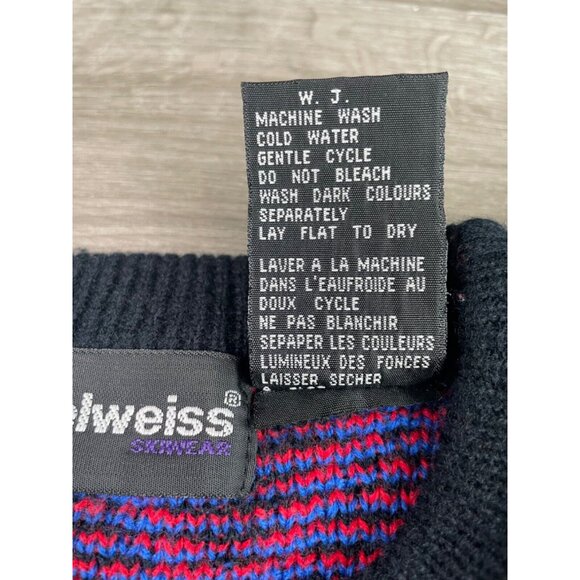 W. J.
MACHINE WASH
COLD WATER
GENTLE CYCLE
DO NOT BLEACH
WASH DARK COLOURS
SEPARATELY
LAY FLAT TO DRY
LAVER A LA MACHINE
DANS L'EAUFROIDE AU
DOUX CYCLE
NE PAS BLANCHIR
SEPAPER LES COULEURS
LUMINEUX DES FONCES
LAISSER SECHER
elweiss®
SKIWEAR